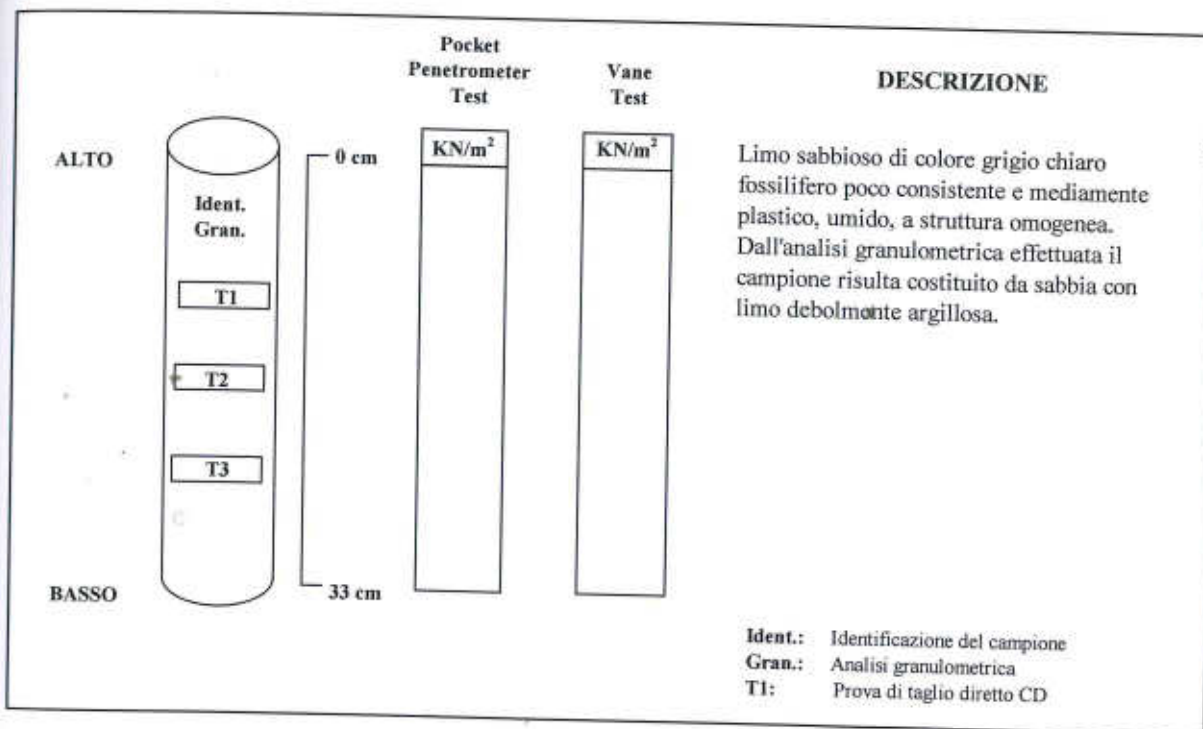 Pocket
Penetrometer
Test
Vane
Test
DESCRIZIONE
ALTO
0 cm
KN/m²
KN/m²
Ident.
Gran.
T1
T2
T3
BASSO
33 cm
Limo sabbioso di colore grigio chiaro
fossilifero poco consistente e mediamente
plastico, umido, a struttura omogenea.
Dall'analisi granulometrica effettuata il
campione risulta costituito da sabbia con
limo debolmente argillosa.
Ident.: Identificazione del campione
Gran.: Analisi granulometrica
T1: Prova di taglio diretto CD